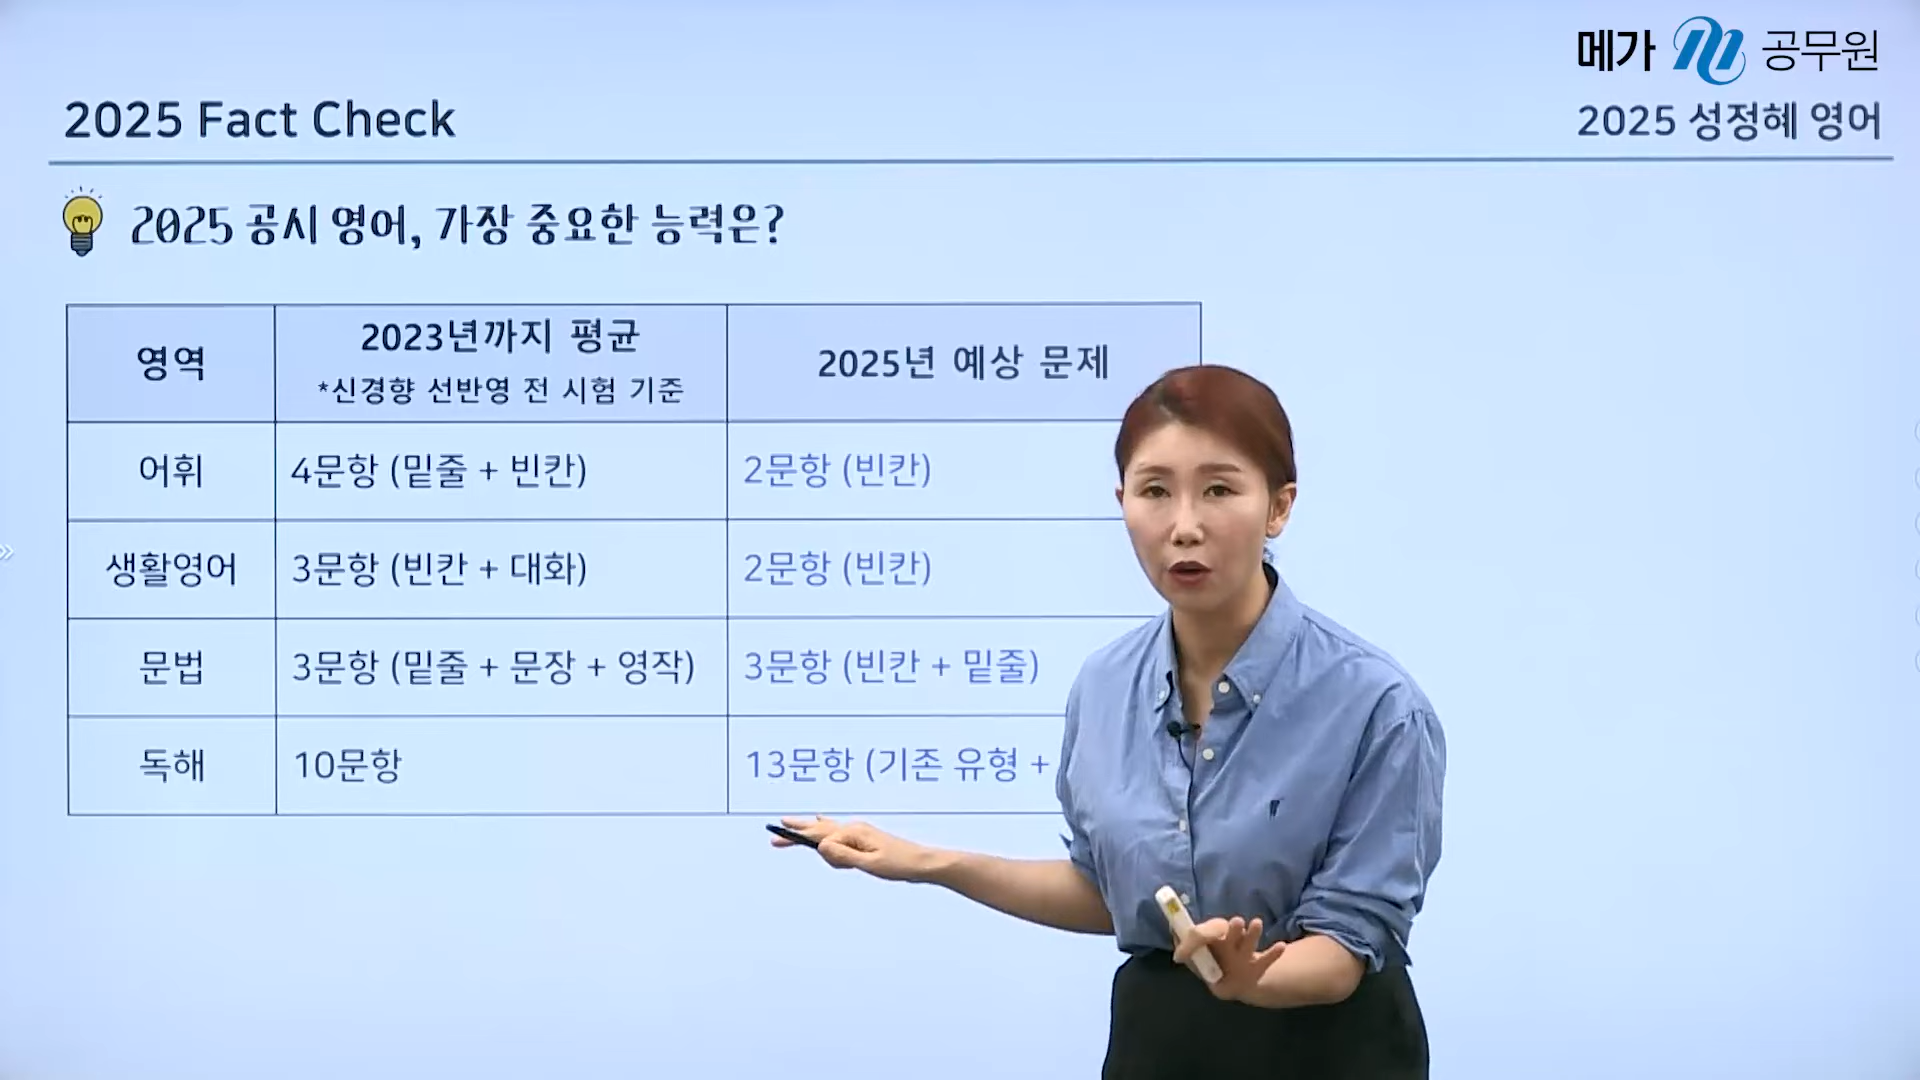 메가 공무원
2025 Fact Check
2025 성정혜 영어
2025 공시 영어, 가장 중요한 능력은?
영역
2023년까지 평균
*신경향 선반영 전 시험 기준
2025년 예상 문제
어휘
4문항 (밑줄 + 빈칸)
2문항 (빈칸)
생활영어
3문항 (빈칸 + 대화)
2문항 (빈칸)
문법
3문항 (밑줄 + 문장 + 영작)
3문항 (빈칸 + 밑줄)
독해
10문항
13문항 (기존 유형 +